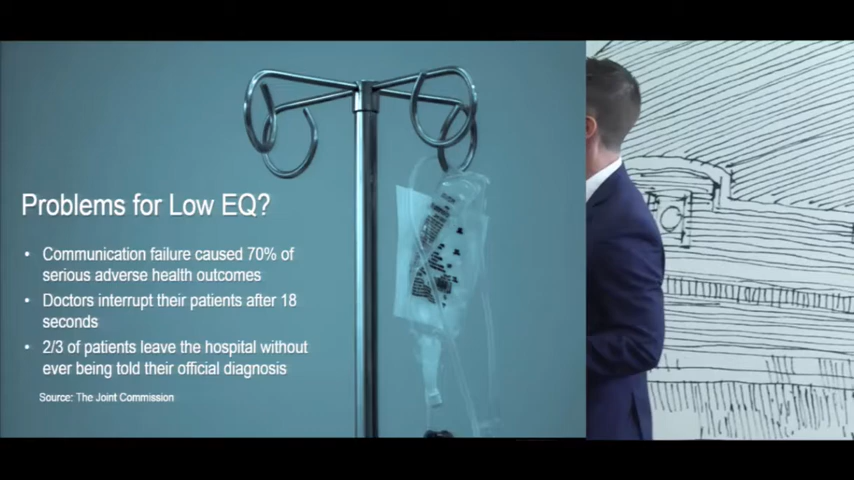 Problems for Low EQ?
• Communication failure caused 70% of
serious adverse health outcomes
• Doctors interrupt their patients after 18
seconds
• 2/3 of patients leave the hospital without
ever being told their official diagnosis
Source: The Joint Commission